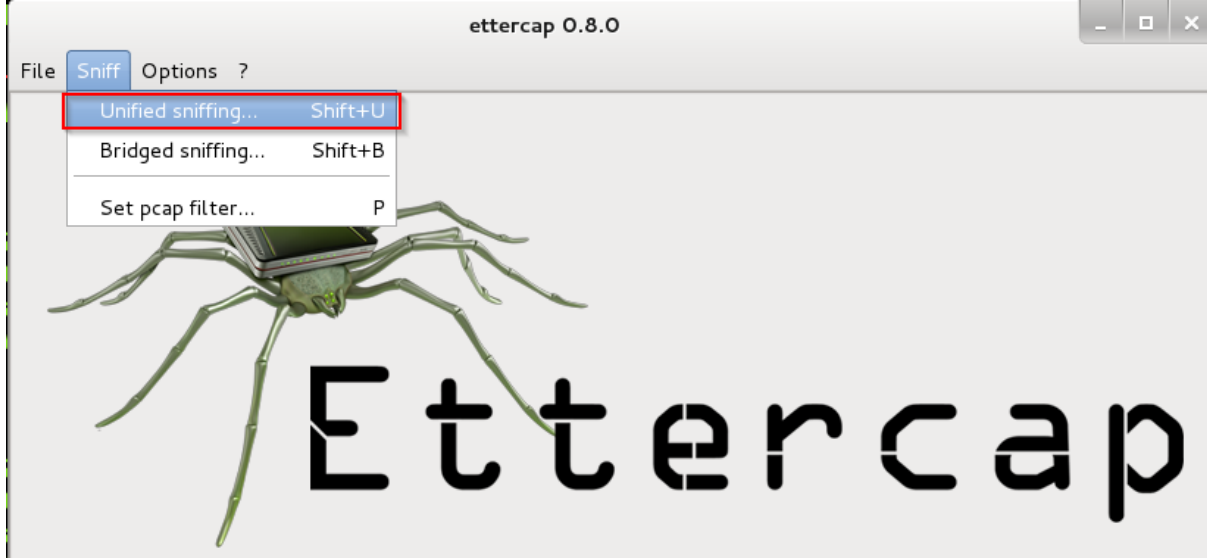 ettercap 0.8.0
File Sniff Options ?
Unified sniffing... Shift+U
Bridged sniffing... Shift+B
Set pcap filter... P
Ettercap